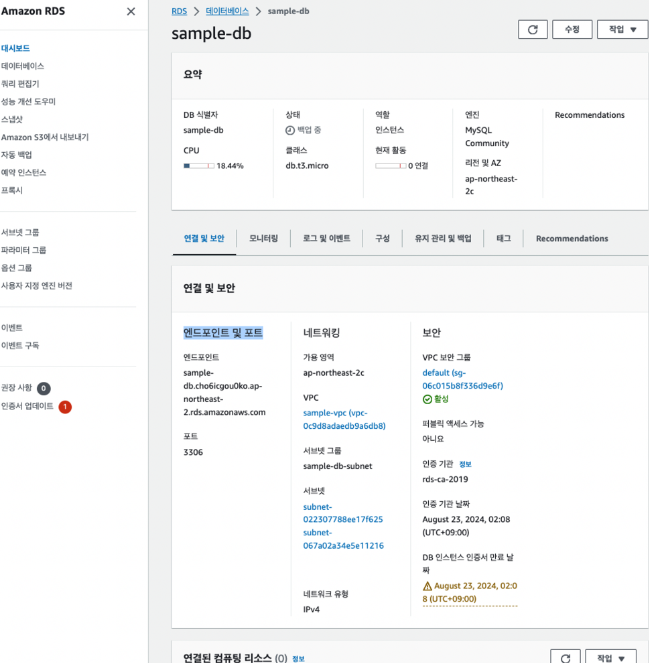 Amazon RDS
대시보드
데이터베이스
쿼리 편집기
성능 개선 도우미
스냅샷
Amazon S3에서 내보내기
자동 백업
예약 인스턴스
프록시
서브넷 그룹
파라미터 그룹
옵션 그룹
사용자 지정 엔진 버전
이벤트
이벤트 구독
권장 사항 0
인증서 업데이트 1
RDS > 데이터베이스 > sample-db
sample-db
수정
작업
요약
DB 식별자
sample-db
CPU
18.44%
상태
백업 중
클래스
db.t3.micro
역할
인스턴스
현재 활동
0 연결
엔진
MySQL
Community
리전 및 AZ
ap-northeast-
2c
Recommendations
연결 및 보안
모니터링
로그 및 이벤트
구성
유지 관리 및 백업
태그
Recommendations
연결 및 보안
엔드포인트 및 포트
엔드포인트
sample-
db.cho6icgou0ko.ap-
northeast-
2.rds.amazonaws.com
포트
3306
네트워킹
가용 영역
ap-northeast-2c
VPC
sample-vpc (vpc-
0c9d8adaedb9a6db8)
서브넷 그룹
sample-db-subnet
서브넷
subnet-
022307788ee17f625
subnet-
067a02a34e5e11216
네트워크 유형
IPv4
보안
VPC 보안 그룹
default (sg-
06c015b8f336d9e6f)
활성
퍼블릭 액세스 가능
아니요
인증 기관 정보
rds-ca-2019
인증 기관 날짜
August 23, 2024, 02:08
(UTC+09:00)
DB 인스턴스 인증서 만료 날
짜
August 23, 2024, 02:0
8 (UTC+09:00)
연결된 컴퓨팅 리소스 (0) 정보
작업